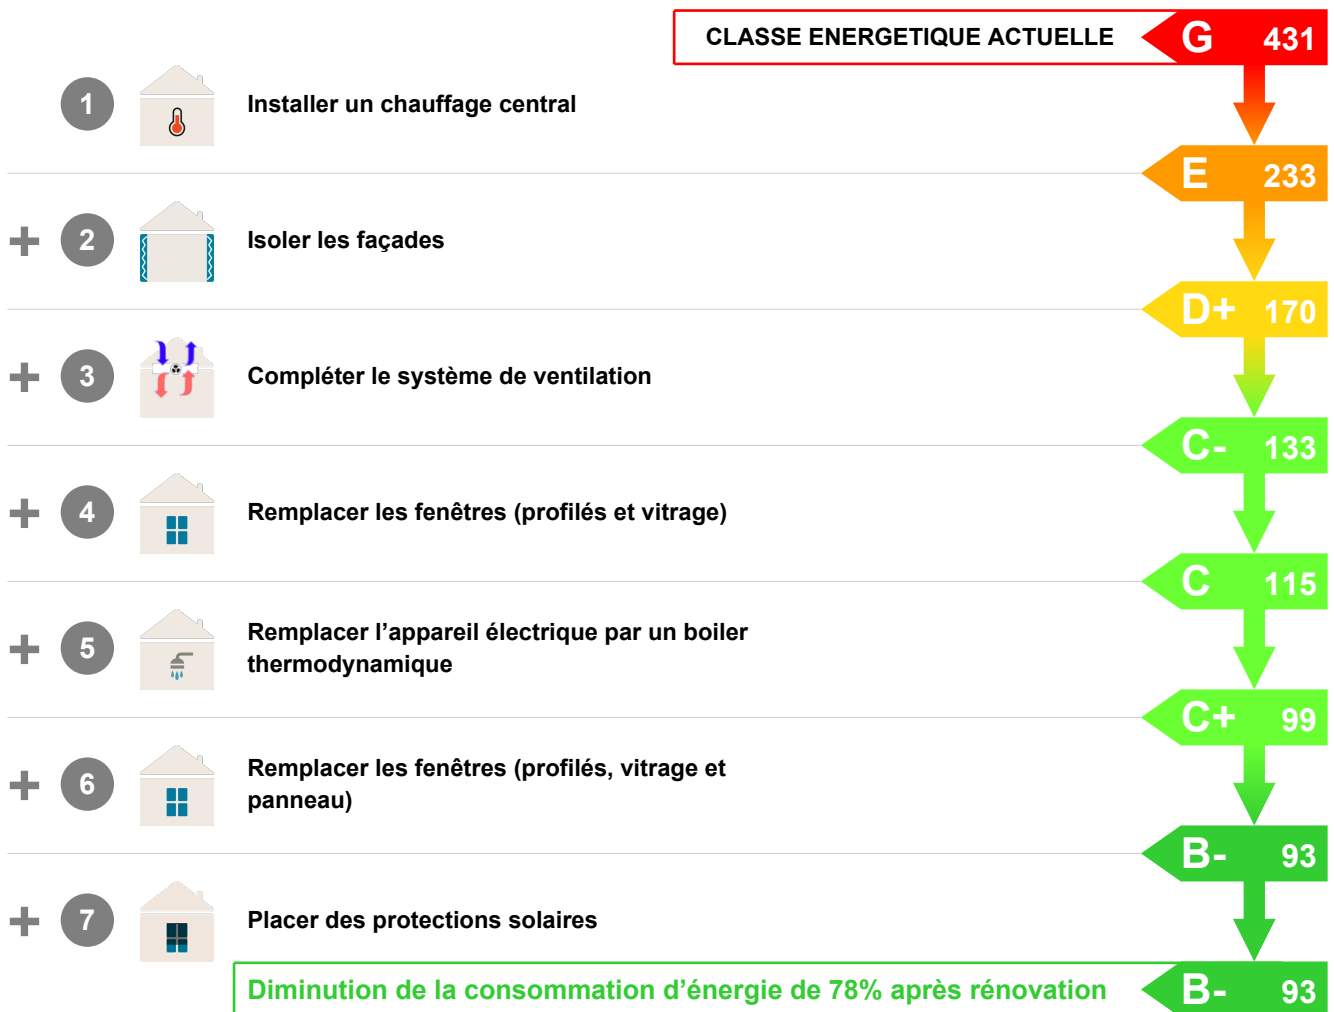 CLASSE ENERGETIQUE ACTUELLE G 431
1 Installer un chauffage central
E 233
+ 2 Isoler les façades
D+ 170
+ 3 Compléter le système de ventilation
C- 133
+ 4 Remplacer les fenêtres (profilés et vitrage)
C 115
+ 5 Remplacer l’appareil électrique par un boiler
thermodynamique
C+ 99
+ 6 Remplacer les fenêtres (profilés, vitrage et
panneau)
B- 93
+ 7 Placer des protections solaires
Diminution de la consommation d’énergie de 78% après rénovation B- 93